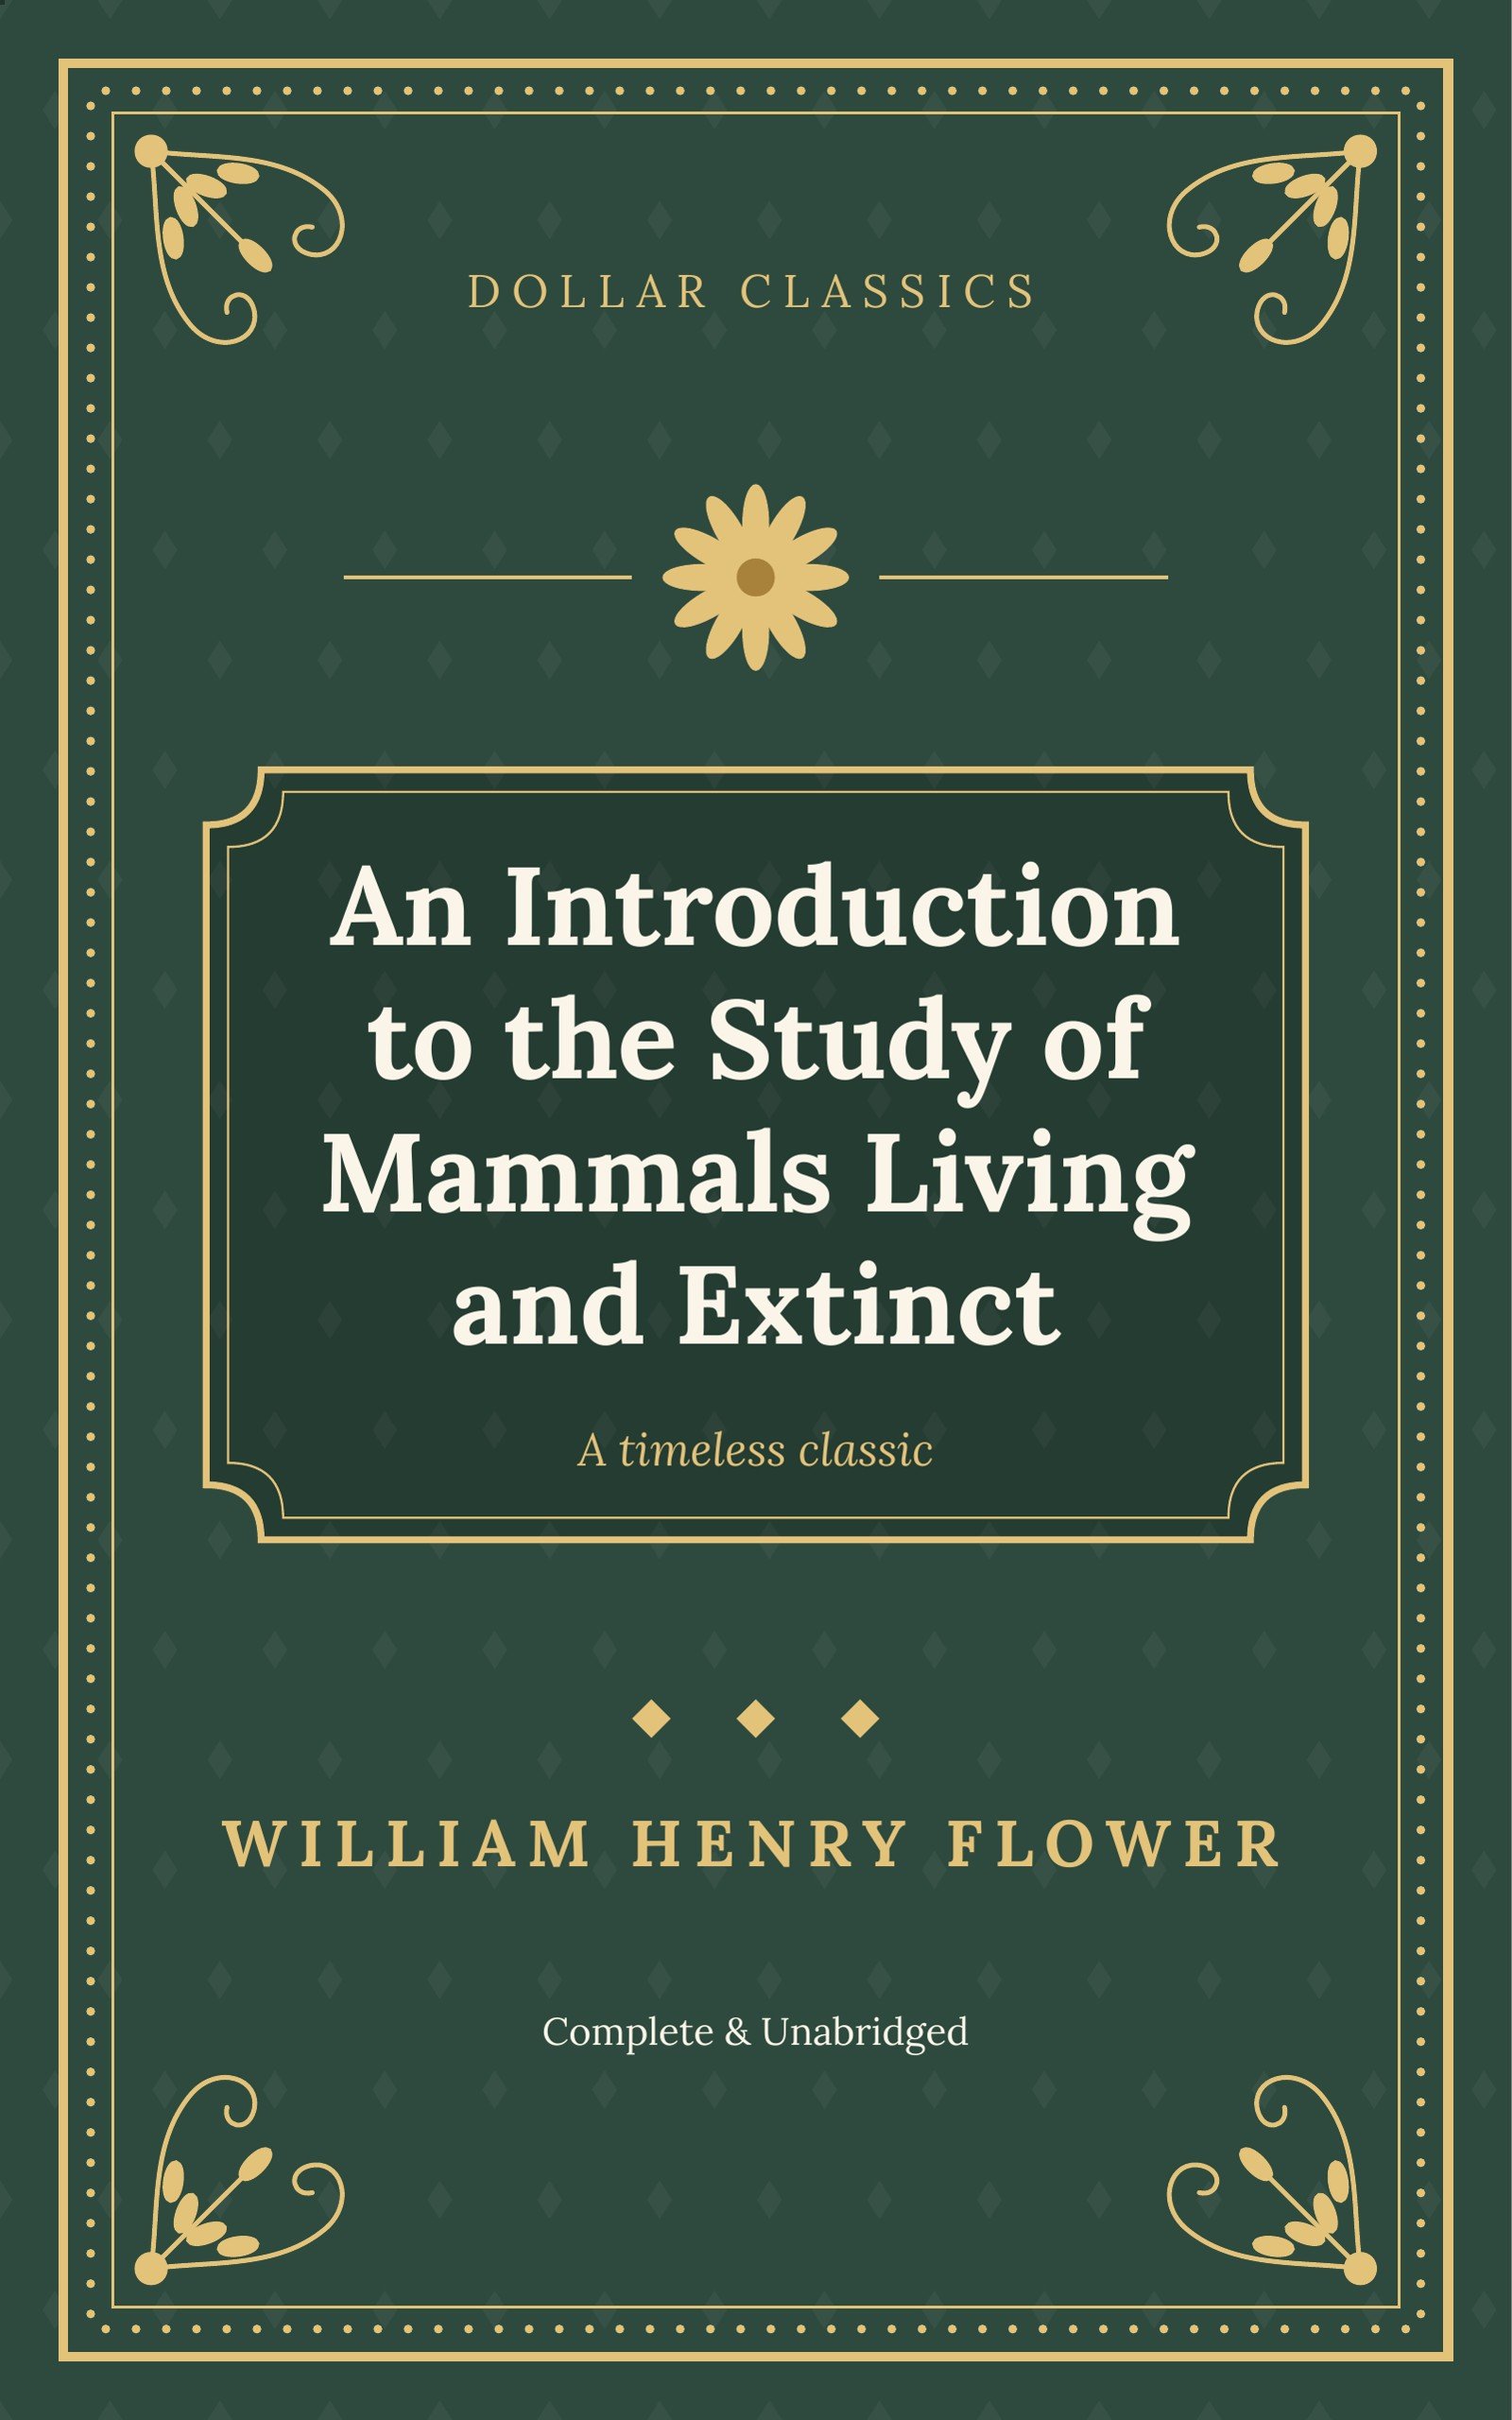 DOLLAR CLASSICS
An Introduction
to the Study of
Mammals Living
and Extinct
A timeless classic
WILLIAM HENRY FLOWER
Complete & Unabridged